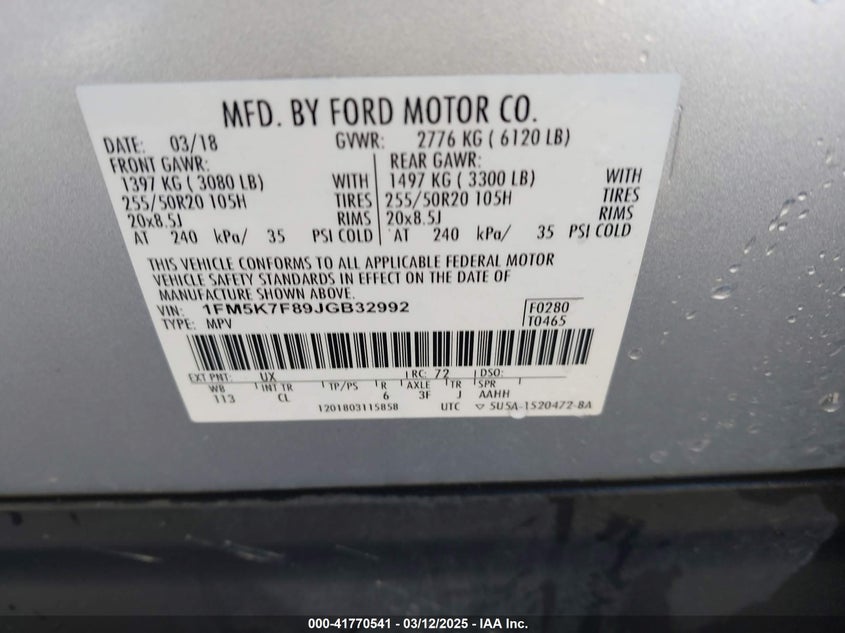 MFD. BY FORD MOTOR CO.
DATE: 03/18 GVWR: 2776 KG ( 6120 LB)
FRONT GAWR: REAR GAWR:
1397 KG ( 3080 LB) WITH 1497 KG ( 3300 LB) WITH
255/50R20 105H TIRES 255/50R20 105H TIRES
20x8.5J RIMS 20x8.5J RIMS
AT 240 kPa/ 35 PSI COLD AT 240 kPa/ 35 PSI COLD
THIS VEHICLE CONFORMS TO ALL APPLICABLE FEDERAL MOTOR
VEHICLE SAFETY STANDARDS IN EFFECT ON THE DATE OF
MANUFACTURE SHOWN ABOVE.
VIN: 1FM5K7F89JGB32992 F0280
TYPE: MPV T0465
EXT PNT: UX RC: 72 DSO:
WB INT TR TP/PS R AXLE TR SPR
113 CL 6 3F J AAHH
1201803115858 UTC ▽ 5U5A-1520472-BA
000-41770541 - 03/12/2025 - IAA Inc.